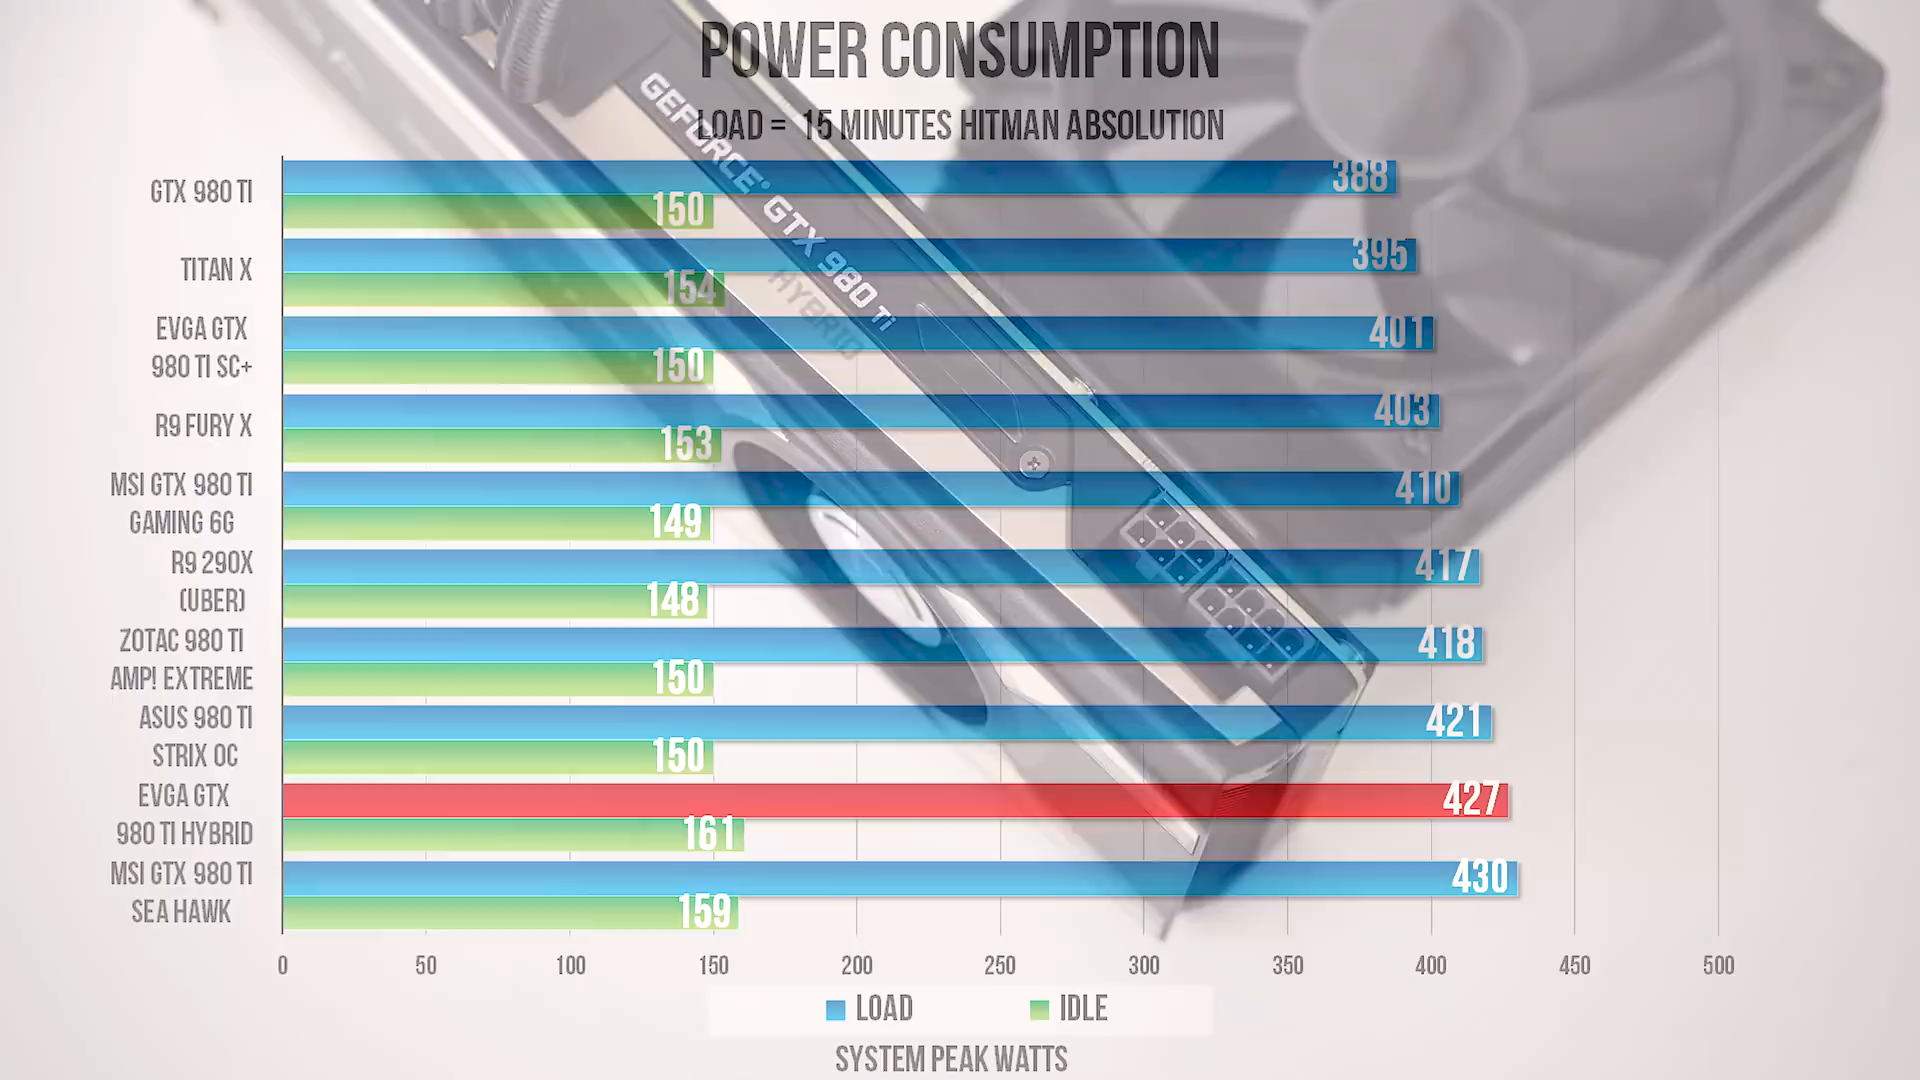 POWER CONSUMPTION
LOAD = 15 MINUTES HITMAN ABSOLUTION
GEFORCE® GTX 980 Ti
HYBRID
GTX 980 TI
388
150
TITAN X
395
154
EVGA GTX
980 TI SC+
401
150
R9 FURY X
403
153
MSI GTX 980 TI
GAMING 6G
410
149
R9 290X
(UBER)
417
148
ZOTAC 980 TI
AMP! EXTREME
418
150
ASUS 980 TI
STRIX OC
421
150
EVGA GTX
980 TI HYBRID
427
161
MSI GTX 980 TI
SEA HAWK
430
159
0 50 100 150 200 250 300 350 400 450 500
LOAD IDLE
SYSTEM PEAK WATTS